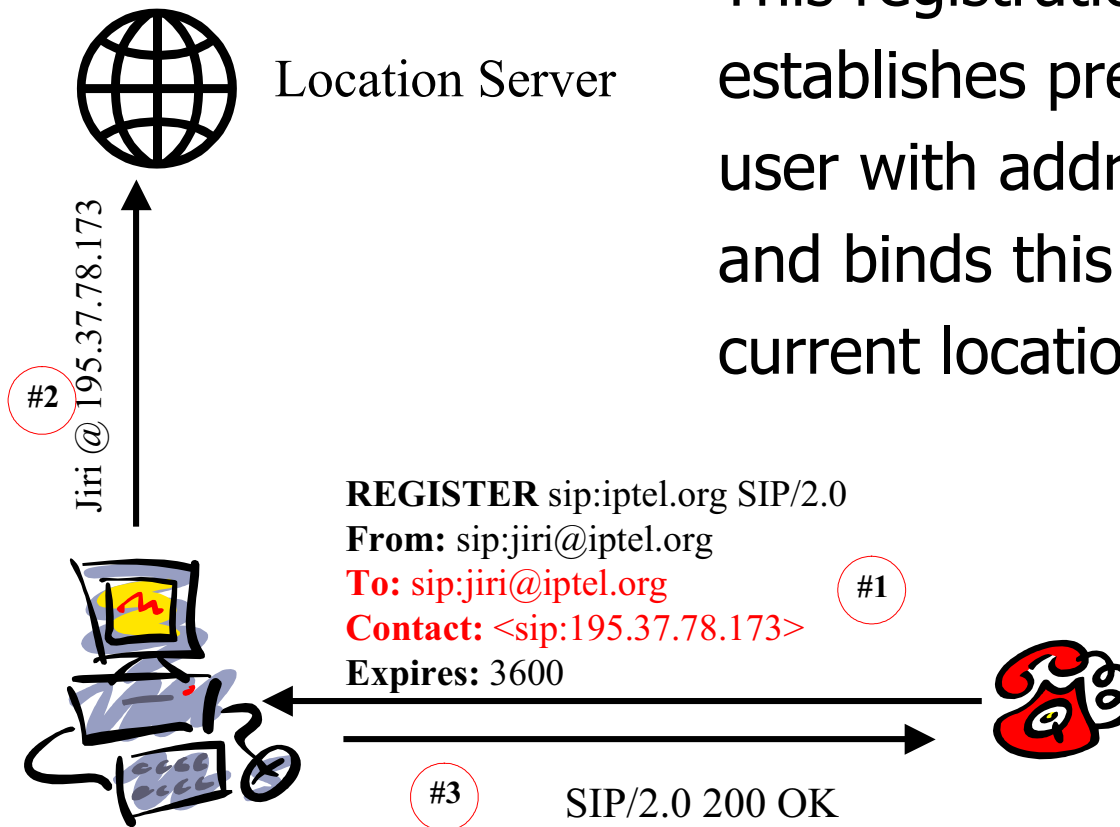 This registratio
establishes pre
user with addr
and binds this
current locatio
Location Server
Jiri @ 195.37.78.173
#2
REGISTER sip:iptel.org SIP/2.0
From: sip:jiri@iptel.org
To: sip:jiri@iptel.org
#1
Contact: <sip:195.37.78.173>
Expires: 3600
#3
SIP/2.0 200 OK